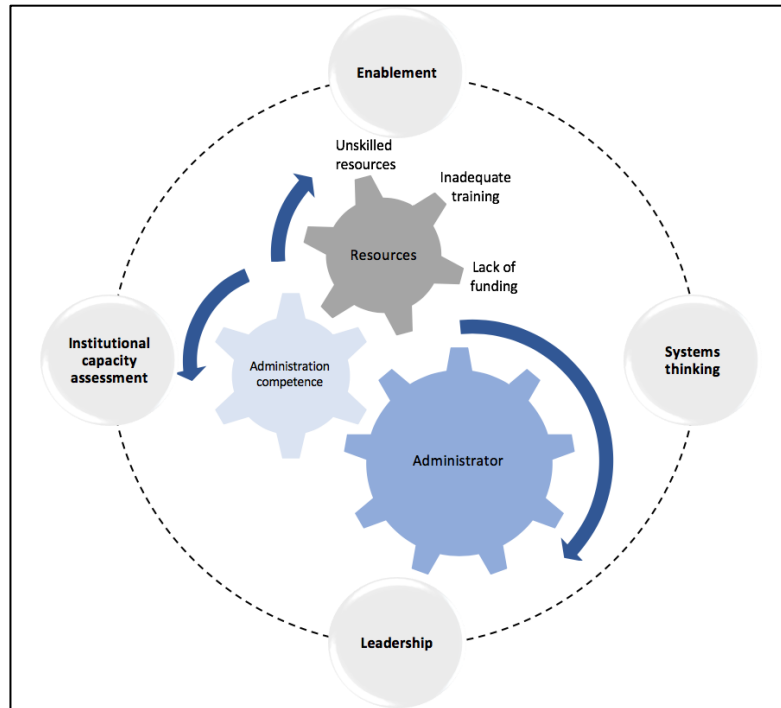 Enablement
Unskilled
resources
Inadequate
training
Resources
Lack of
funding
Institutional
capacity
assessment
Administration
competence
Systems
thinking
Administrator
Leadership